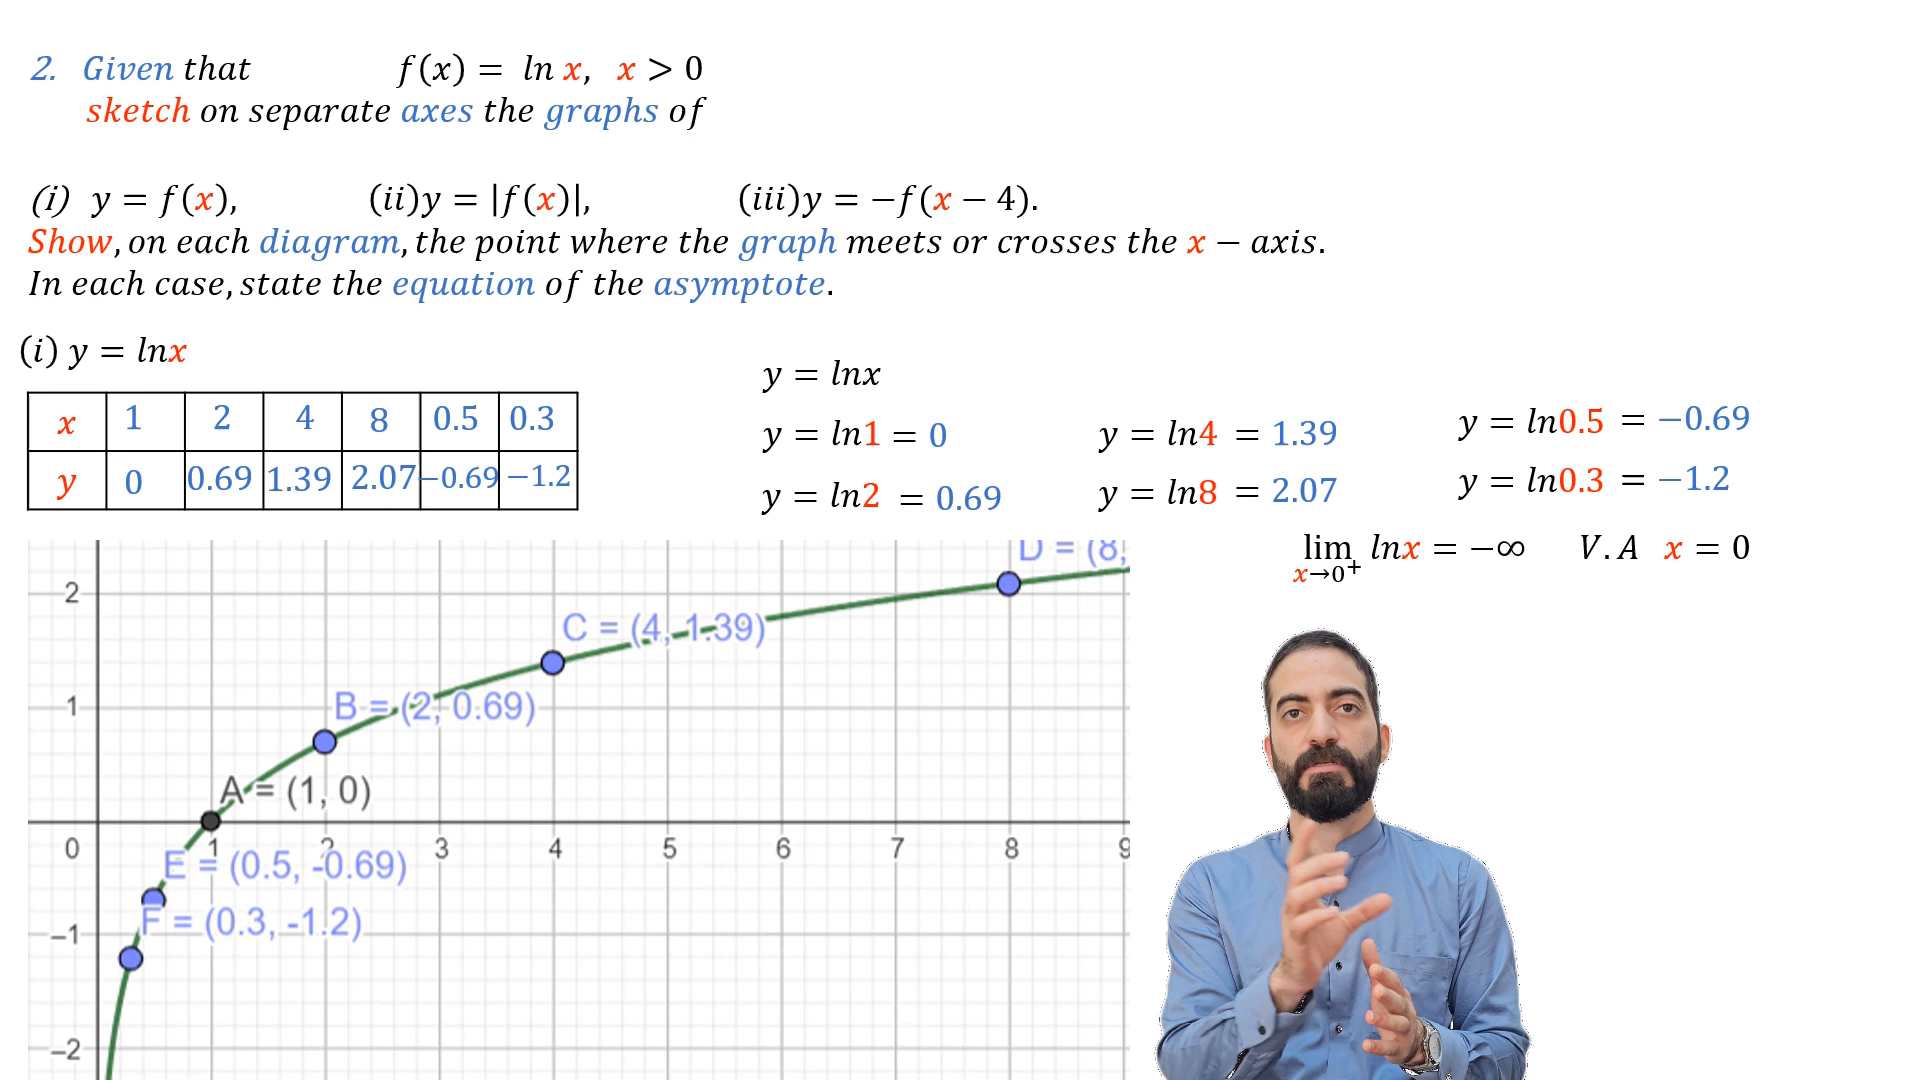 2. Given that f(x) = ln x, x > 0
sketch on separate axes the graphs of
(i) y = f(x), (ii)y = |f(x)|, (iii)y = −f(x − 4).
Show, on each diagram, the point where the graph meets or crosses the x − axis.
In each case, state the equation of the asymptote.
(i) y = lnx
x 1 2 4 8 0.5 0.3
y 0 0.69 1.39 2.07 −0.69 −1.2
y = lnx
y = ln1 = 0
y = ln2 = 0.69
y = ln4 = 1.39
y = ln8 = 2.07
y = ln0.5 = −0.69
y = ln0.3 = −1.2
lim x→0⁺ lnx = −∞ V.A x = 0
D = (8,
2
C = (4, 1.39)
1
B = (2, 0.69)
A = (1, 0)
0 1 2 3 4 5 6 7 8 9
E = (0.5, -0.69)
F = (0.3, -1.2)
−1
−2